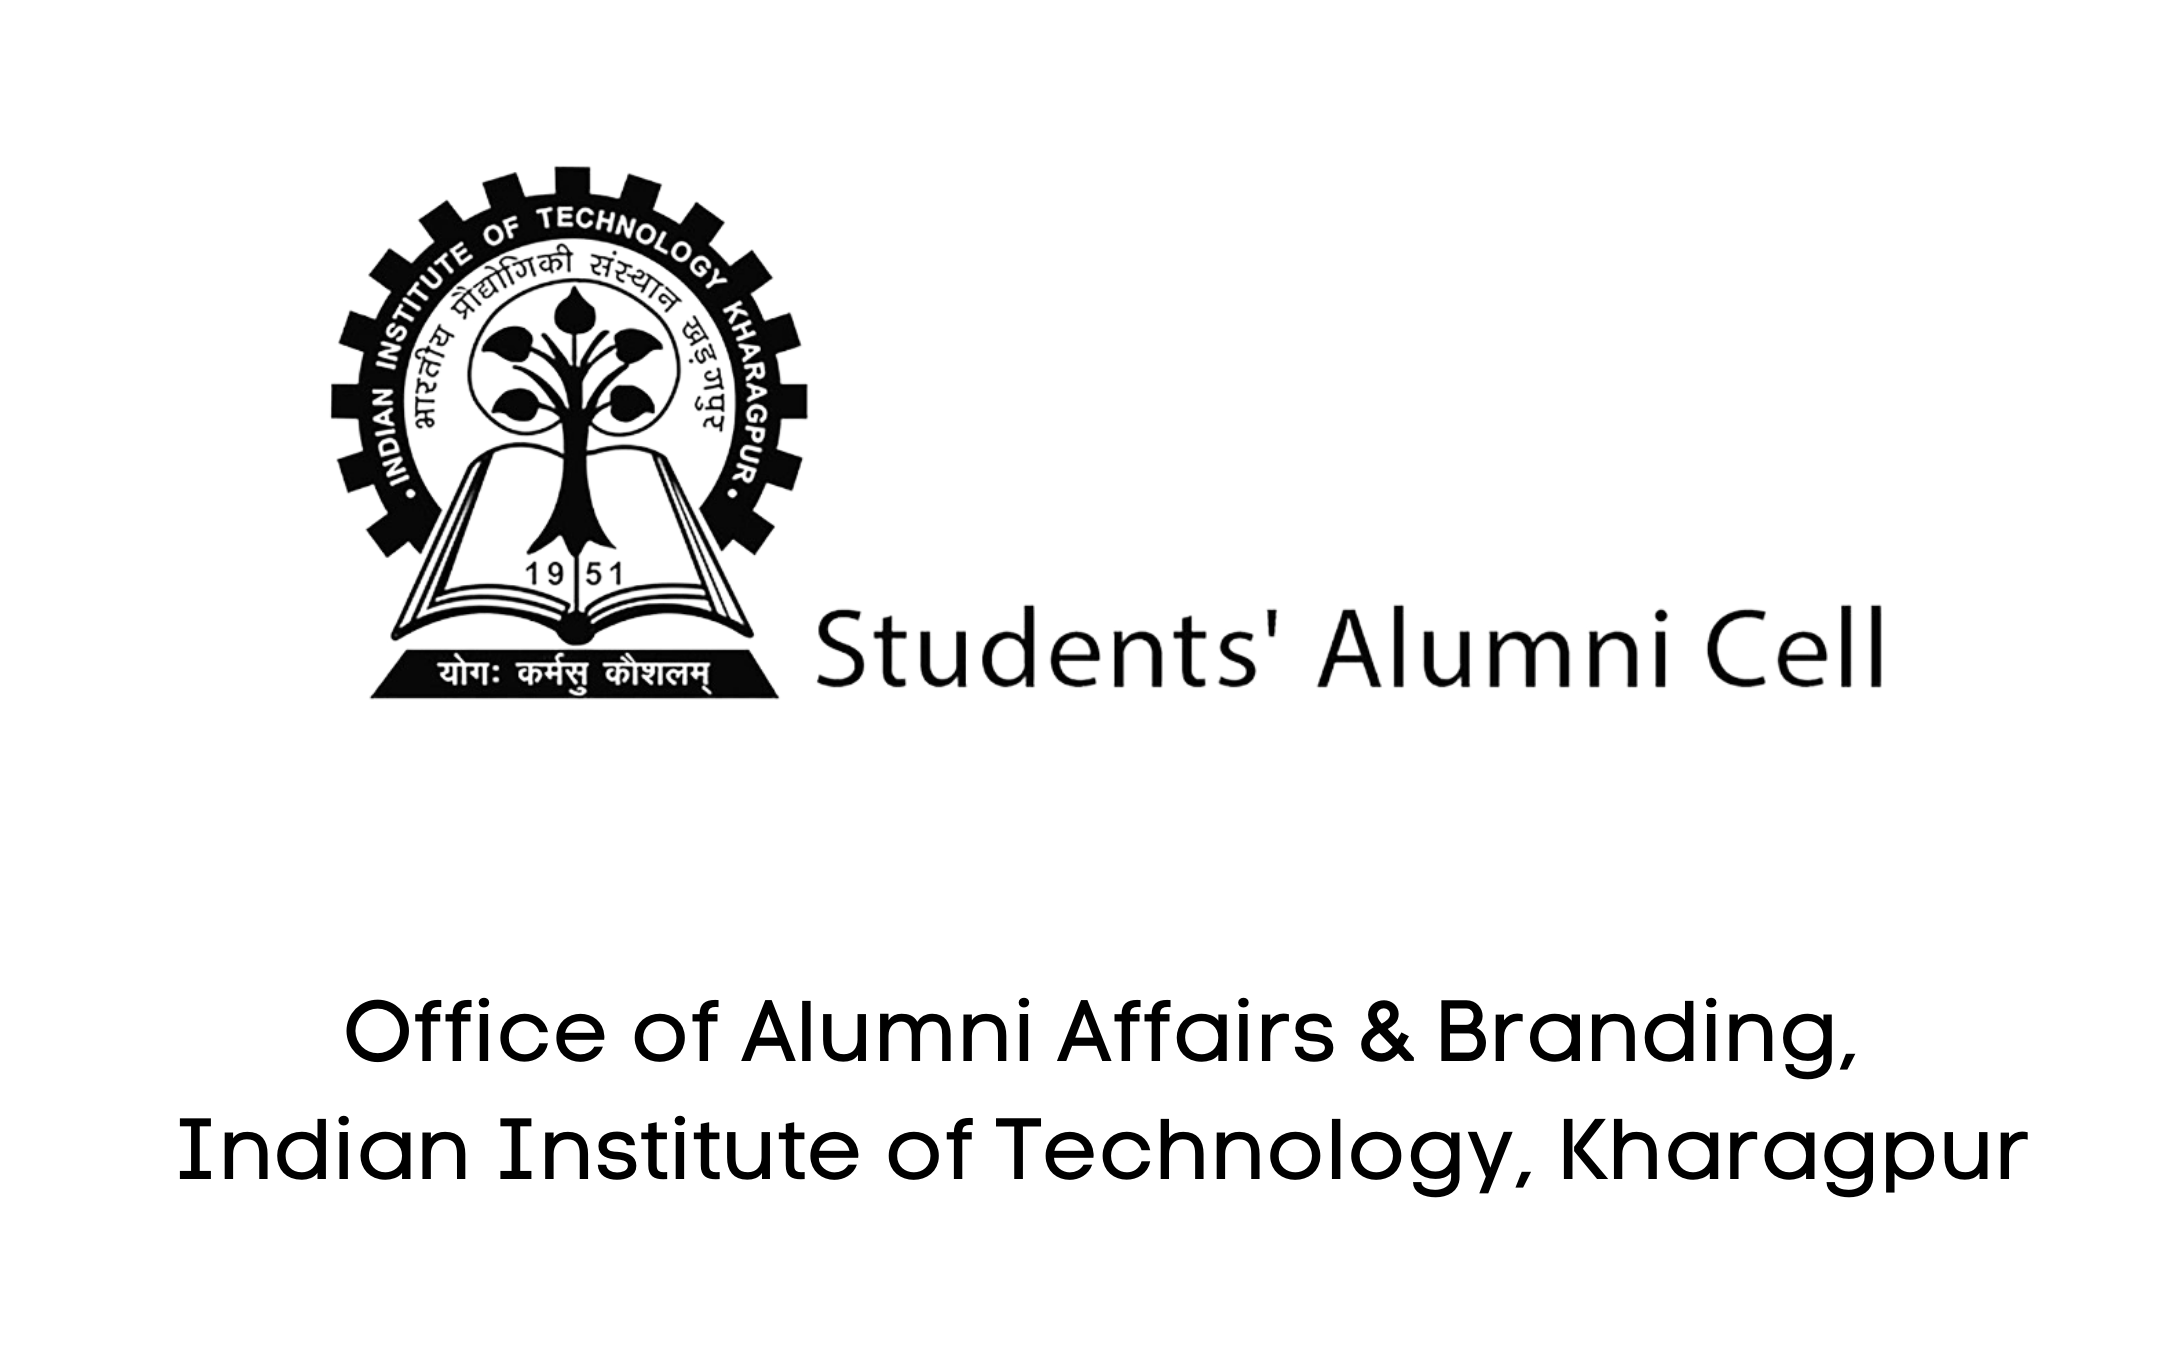 INDIAN INSTITUTE OF TECHNOLOGY KHARAGPUR
भारतीय प्रौद्योगिकी संस्थान खड़गपुर
1951
योगः कर्मसु कौशलम्
Students' Alumni Cell
Office of Alumni Affairs & Branding,
Indian Institute of Technology, Kharagpur